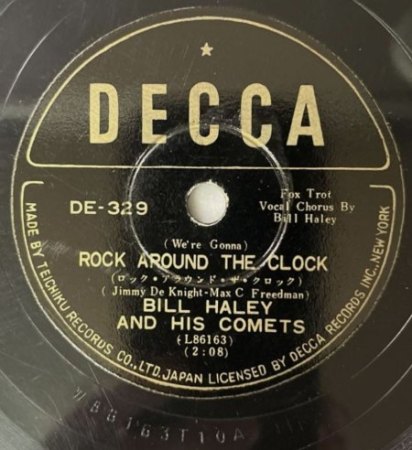 DECCA
DE-329
Fox Trot
Vocal Chorus By
Bill Haley
(We're Gonna)
ROCK AROUND THE CLOCK
(ロック・アラウンド・ザ・クロック)
(Jimmy De Knight-Max C Freedman)
BILL HALEY
AND HIS COMETS
(L86163)
(2:08)
MADE BY TEICHIKU RECORDS CO., LTD. JAPAN LICENSED BY DECCA RECORDS INC., NEW YORK